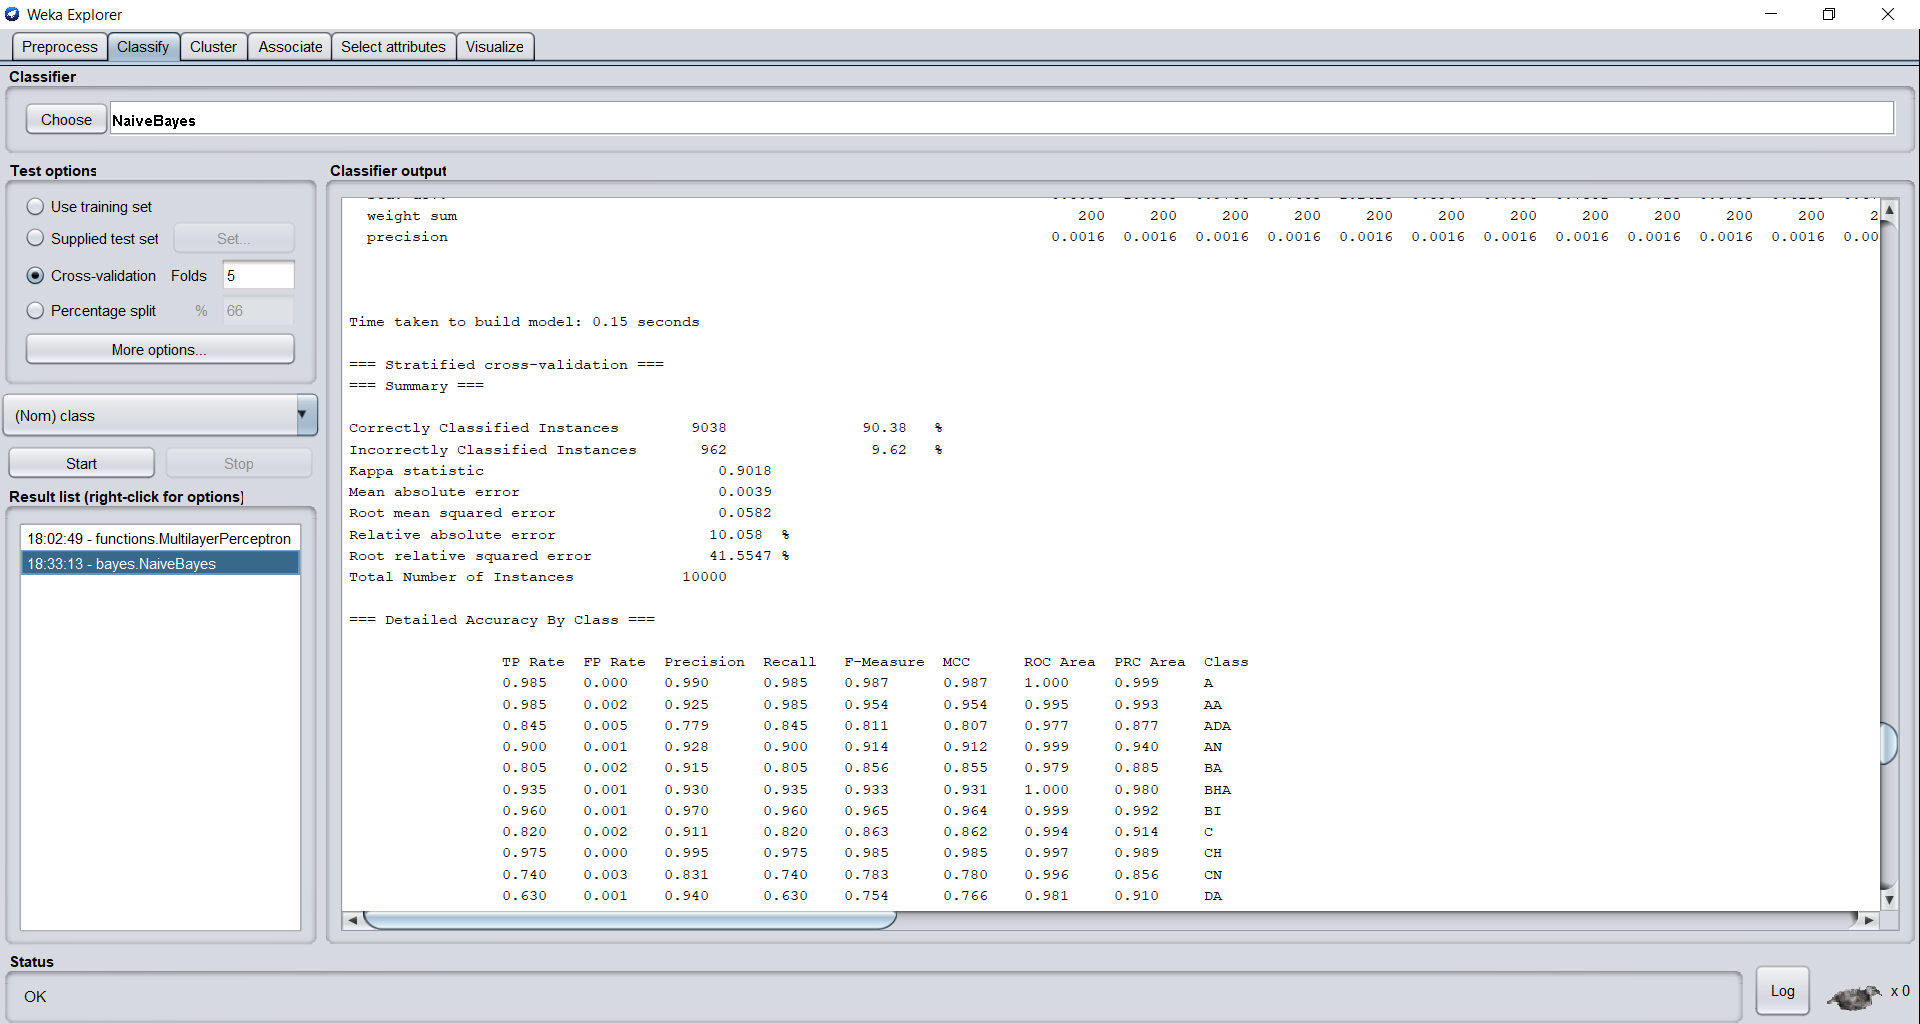 Weka Explorer
Preprocess Classify Cluster Associate Select attributes Visualize
Classifier
Choose NaiveBayes
Test options
Use training set
Supplied test set Set...
Cross-validation Folds 5
Percentage split % 66
More options...
(Nom) class
Start Stop
Result list (right-click for options)
18:02:49 - functions.MultilayerPerceptron
18:33:13 - bayes.NaiveBayes
Classifier output
weight sum 200 200 200 200 200 200 200 200 200 200 200 2
precision 0.0016 0.0016 0.0016 0.0016 0.0016 0.0016 0.0016 0.0016 0.0016 0.0016 0.0016 0.00
Time taken to build model: 0.15 seconds
=== Stratified cross-validation ===
=== Summary ===
Correctly Classified Instances 9038 90.38 %
Incorrectly Classified Instances 962 9.62 %
Kappa statistic 0.9018
Mean absolute error 0.0039
Root mean squared error 0.0582
Relative absolute error 10.058 %
Root relative squared error 41.5547 %
Total Number of Instances 10000
=== Detailed Accuracy By Class ===
TP Rate FP Rate Precision Recall F-Measure MCC ROC Area PRC Area Class
0.985 0.000 0.990 0.985 0.987 0.987 1.000 0.999 A
0.985 0.002 0.925 0.985 0.954 0.954 0.995 0.993 AA
0.845 0.005 0.779 0.845 0.811 0.807 0.977 0.877 ADA
0.900 0.001 0.928 0.900 0.914 0.912 0.999 0.940 AN
0.805 0.002 0.915 0.805 0.856 0.855 0.979 0.885 BA
0.935 0.001 0.930 0.935 0.933 0.931 1.000 0.980 BHA
0.960 0.001 0.970 0.960 0.965 0.964 0.999 0.992 BI
0.820 0.002 0.911 0.820 0.863 0.862 0.994 0.914 C
0.975 0.000 0.995 0.975 0.985 0.985 0.997 0.989 CH
0.740 0.003 0.831 0.740 0.783 0.780 0.996 0.856 CN
0.630 0.001 0.940 0.630 0.754 0.766 0.981 0.910 DA
Status
OK
Log
x 0